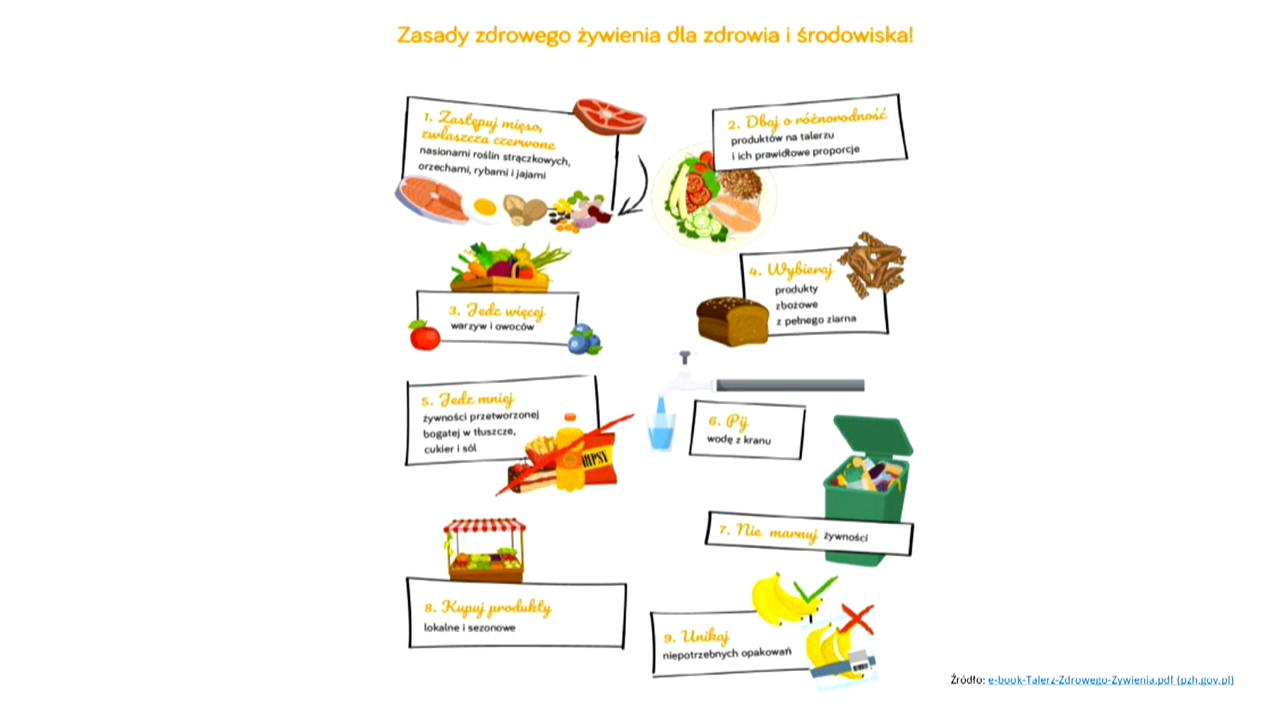 Zasady zdrowego żywienia dla zdrowia i środowiska!
1. Zastępuj mięso,
zwłaszcza czerwone
nasionami roślin strączkowych,
orzechami, rybami i jajami
2. Dbaj o różnorodność
produktów na talerzu
i ich prawidłowe proporcje
3. Jedz więcej
warzyw i owoców
4. Wybieraj
produkty
zbożowe
z pełnego ziarna
5. Jedz mniej
żywności przetworzonej
bogatej w tłuszcze,
cukier i sól
HIPSY
6. Pij
wodę z kranu
7. Nie marnuj żywności
8. Kupuj produkty
lokalne i sezonowe
9. Unikaj
niepotrzebnych opakowań
Źródło: e-book-Talerz-Zdrowego-Zywienia.pdf (pzh.gov.pl)